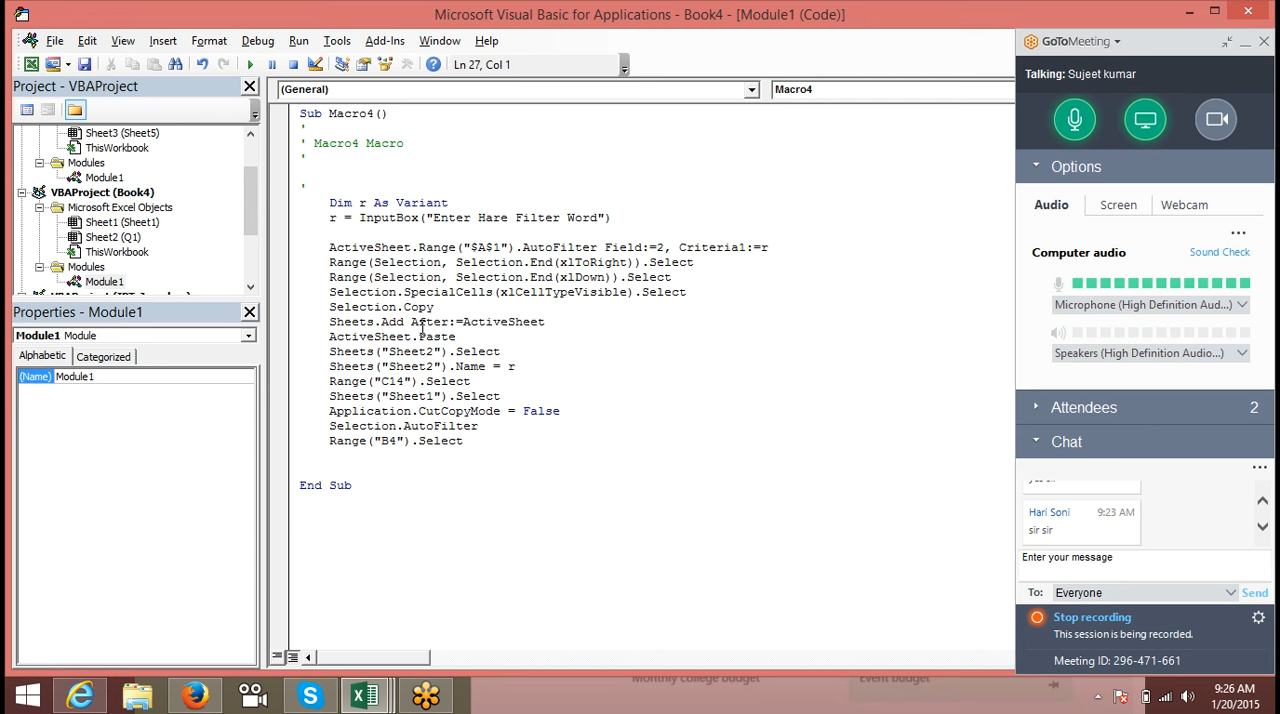 Microsoft Visual Basic for Applications - Book4 - [Module1 (Code)]
File Edit View Insert Format Debug Run Tools Add-Ins Window Help
Ln 27, Col 1
Project - VBAProject
Sheet3 (Sheet5)
ThisWorkbook
Modules
Module1
VBAProject (Book4)
Microsoft Excel Objects
Sheet1 (Sheet1)
Sheet2 (Q1)
ThisWorkbook
Modules
Module1
Properties - Module1
Module1 Module
Alphabetic Categorized
(Name) Module1
(General) Macro4
Sub Macro4()
'
' Macro4 Macro
'
'
Dim r As Variant
r = InputBox("Enter Hare Filter Word")
ActiveSheet.Range("$A$1").AutoFilter Field:=2, Criteria1:=r
Range(Selection, Selection.End(xlToRight)).Select
Range(Selection, Selection.End(xlDown)).Select
Selection.SpecialCells(xlCellTypeVisible).Select
Selection.Copy
Sheets.Add After:=ActiveSheet
ActiveSheet.Paste
Sheets("Sheet2").Select
Sheets("Sheet2").Name = r
Range("C14").Select
Sheets("Sheet1").Select
Application.CutCopyMode = False
Selection.AutoFilter
Range("B4").Select
End Sub
GoToMeeting
Talking: Sujeet kumar
Options
Audio Screen Webcam
Computer audio Sound Check
Microphone (High Definition Aud...)
Speakers (High Definition Audio...)
Attendees 2
Chat
Hari Soni 9:23 AM
sir sir
Enter your message
To: Everyone Send
Stop recording
This session is being recorded.
Meeting ID: 296-471-661
Monthly college budget Event budget
9:26 AM
1/20/2015